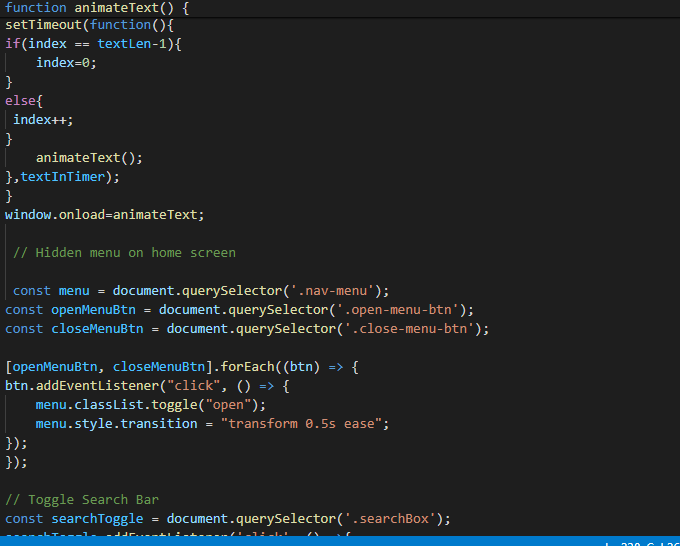 function animateText() {
setTimeout(function(){
if(index == textLen-1){
    index=0;
}
else{
 index++;
}
    animateText();
},textInTimer);
}
window.onload=animateText;
 // Hidden menu on home screen
 const menu = document.querySelector('.nav-menu');
const openMenuBtn = document.querySelector('.open-menu-btn');
const closeMenuBtn = document.querySelector('.close-menu-btn');
[openMenuBtn, closeMenuBtn].forEach((btn) => {
btn.addEventListener("click", () => {
    menu.classList.toggle("open");
    menu.style.transition = "transform 0.5s ease";
});
});
// Toggle Search Bar
const searchToggle = document.querySelector('.searchBox');
searchToggle.addEventListener('click', () =>{